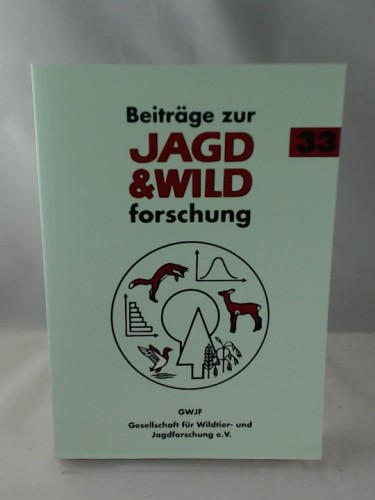 Beiträge zur
JAGD
33
&WILD
forschung
GWJF
Gesellschaft für Wildtier- und
Jagdforschung e.V.